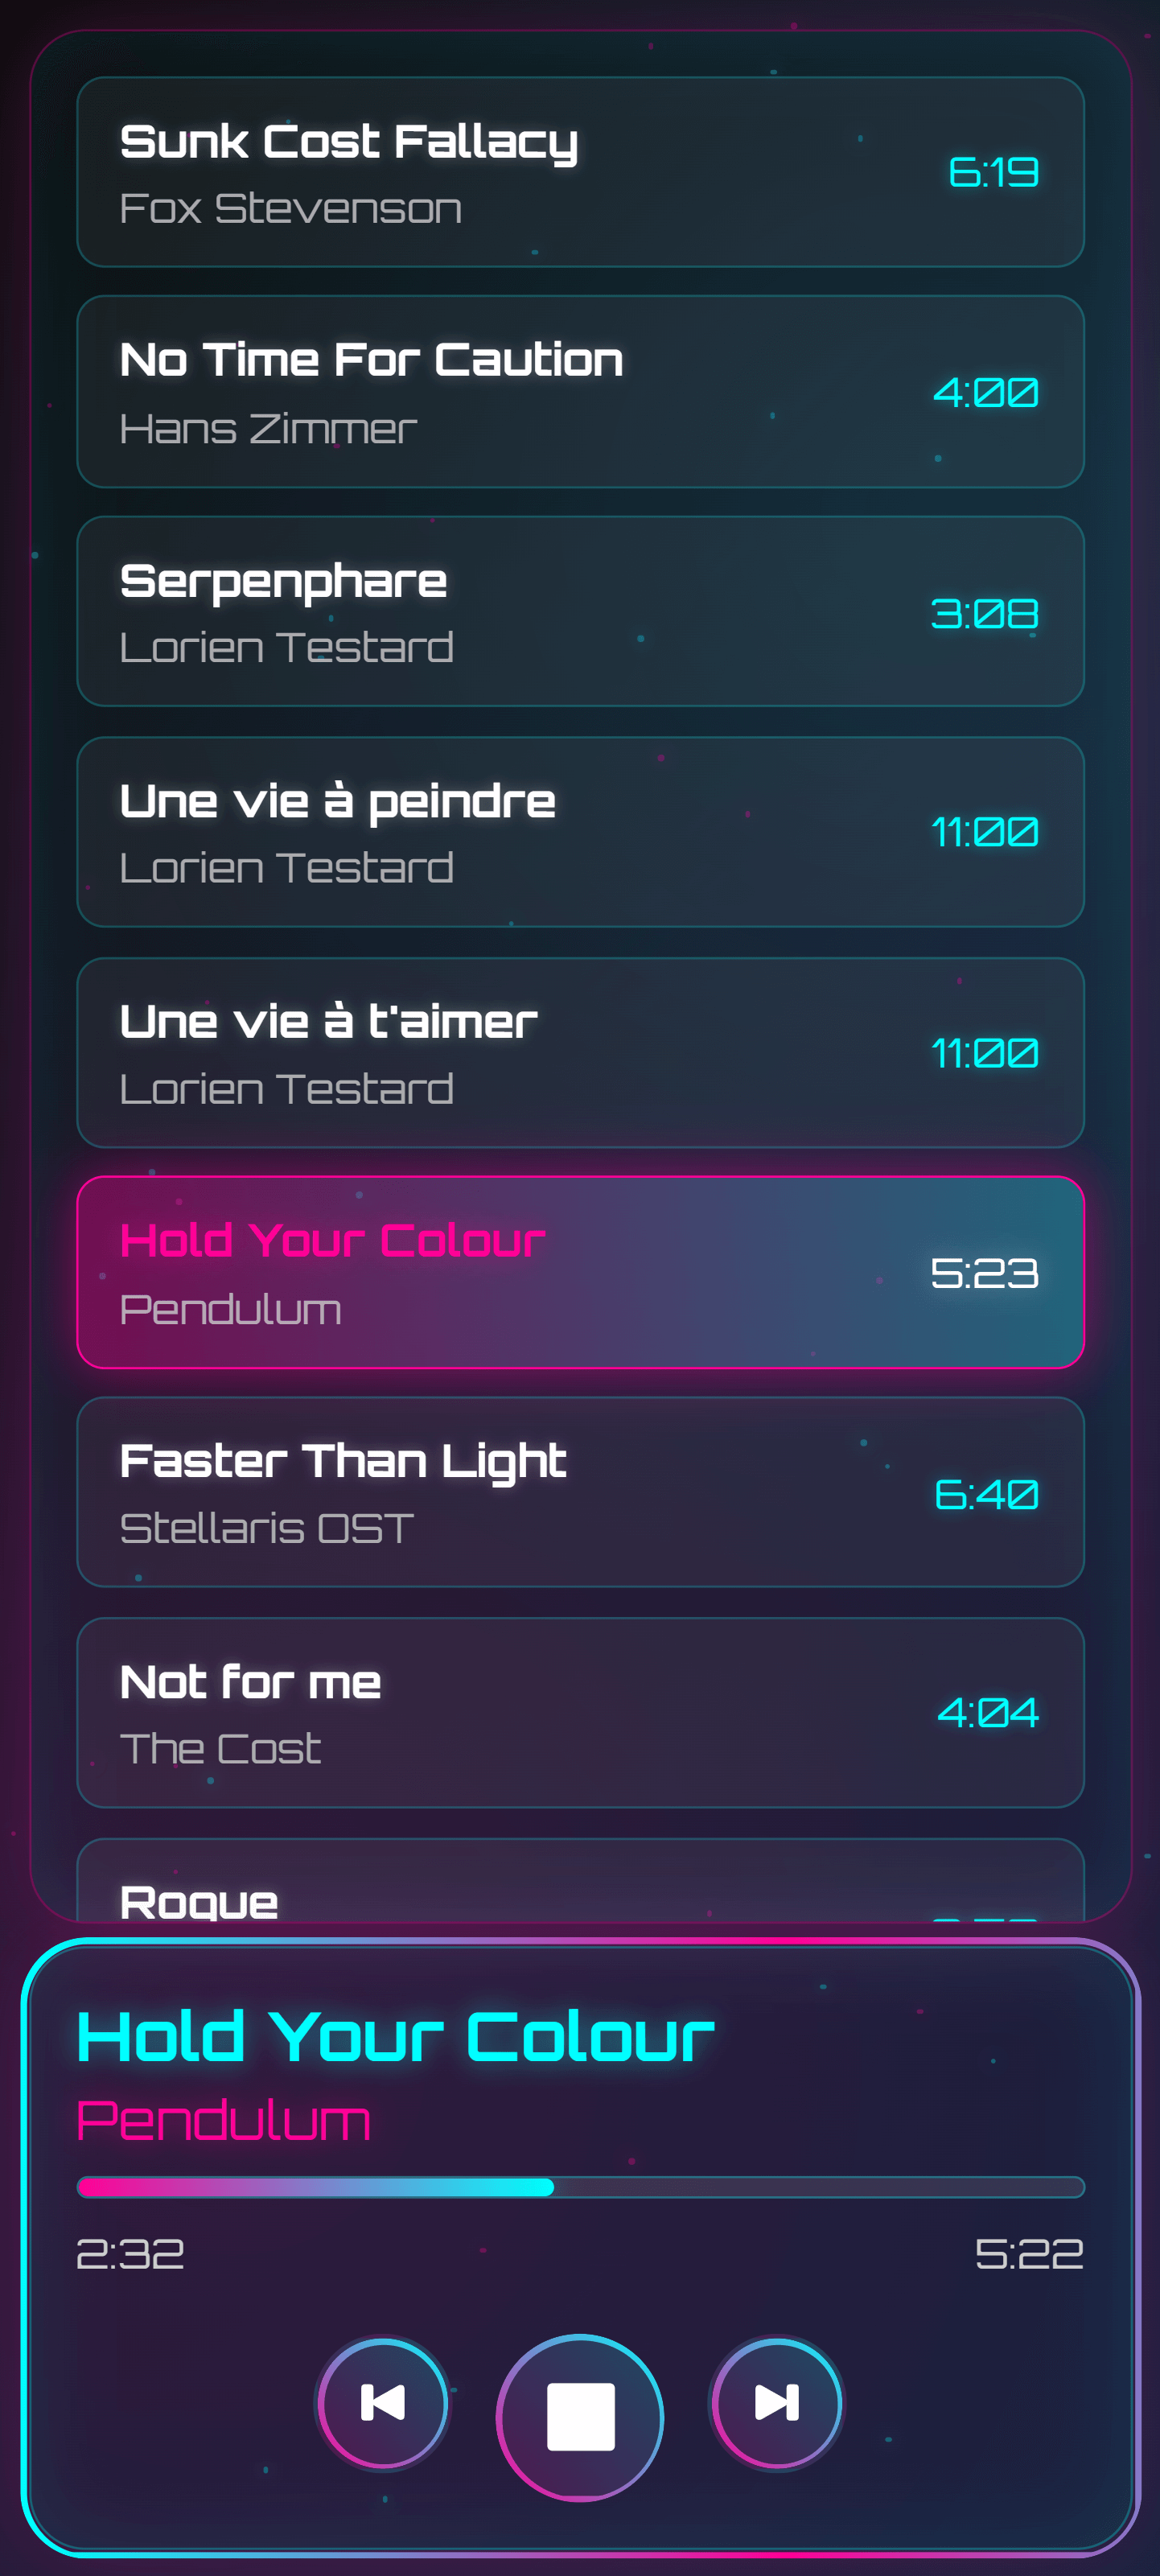 Sunk Cost Fallacy
Fox Stevenson
6:19
No Time For Caution
Hans Zimmer
4:00
Serpenphare
Lorien Testard
3:08
Une vie à peindre
Lorien Testard
11:00
Une vie à t'aimer
Lorien Testard
11:00
Hold Your Colour
Pendulum
5:23
Faster Than Light
Stellaris OST
6:40
Not for me
The Cost
4:04
Rogue
Hold Your Colour
Pendulum
2:32
5:22